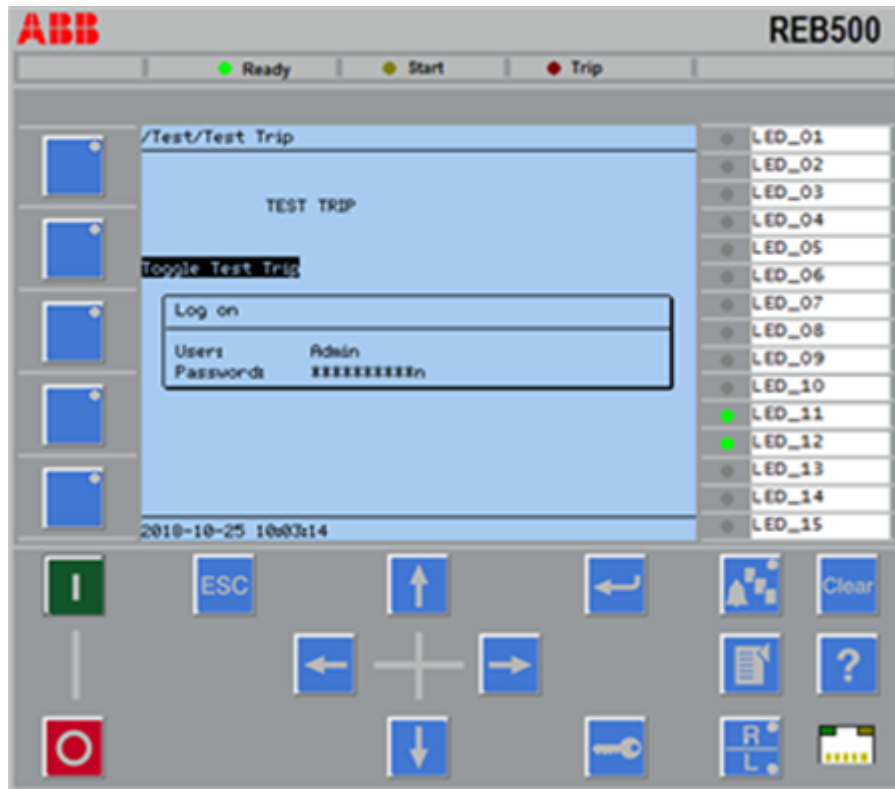 ABB
REB500
Ready
Start
Trip
/Test/Test Trip
TEST TRIP
Toggle Test Trip
Log on
User: Admin
Password: **********n
2018-10-25 10:03:14
LED_01
LED_02
LED_03
LED_04
LED_05
LED_06
LED_07
LED_08
LED_09
LED_10
LED_11
LED_12
LED_13
LED_14
LED_15
I
ESC
Clear
?
O
R
L